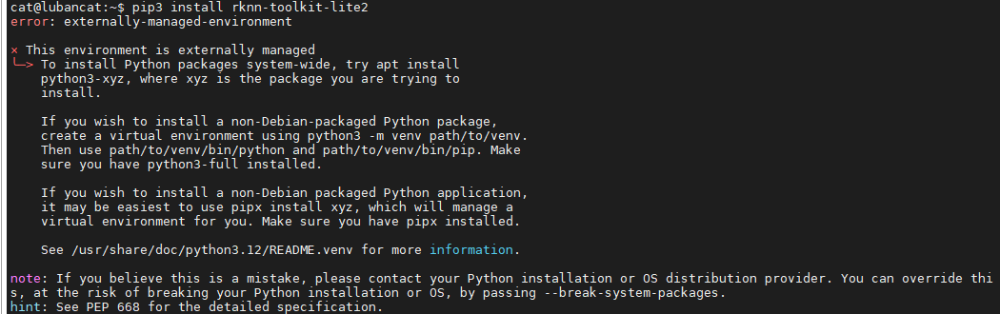 cat@lubancat:~$ pip3 install rknn-toolkit-lite2
error: externally-managed-environment
× This environment is externally managed
╰─> To install Python packages system-wide, try apt install
python3-xyz, where xyz is the package you are trying to
install.
If you wish to install a non-Debian-packaged Python package,
create a virtual environment using python3 -m venv path/to/venv.
Then use path/to/venv/bin/python and path/to/venv/bin/pip. Make
sure you have python3-full installed.
If you wish to install a non-Debian packaged Python application,
it may be easiest to use pipx install xyz, which will manage a
virtual environment for you. Make sure you have pipx installed.
See /usr/share/doc/python3.12/README.venv for more information.
note: If you believe this is a mistake, please contact your Python installation or OS distribution provider. You can override thi
s, at the risk of breaking your Python installation or OS, by passing --break-system-packages.
hint: See PEP 668 for the detailed specification.